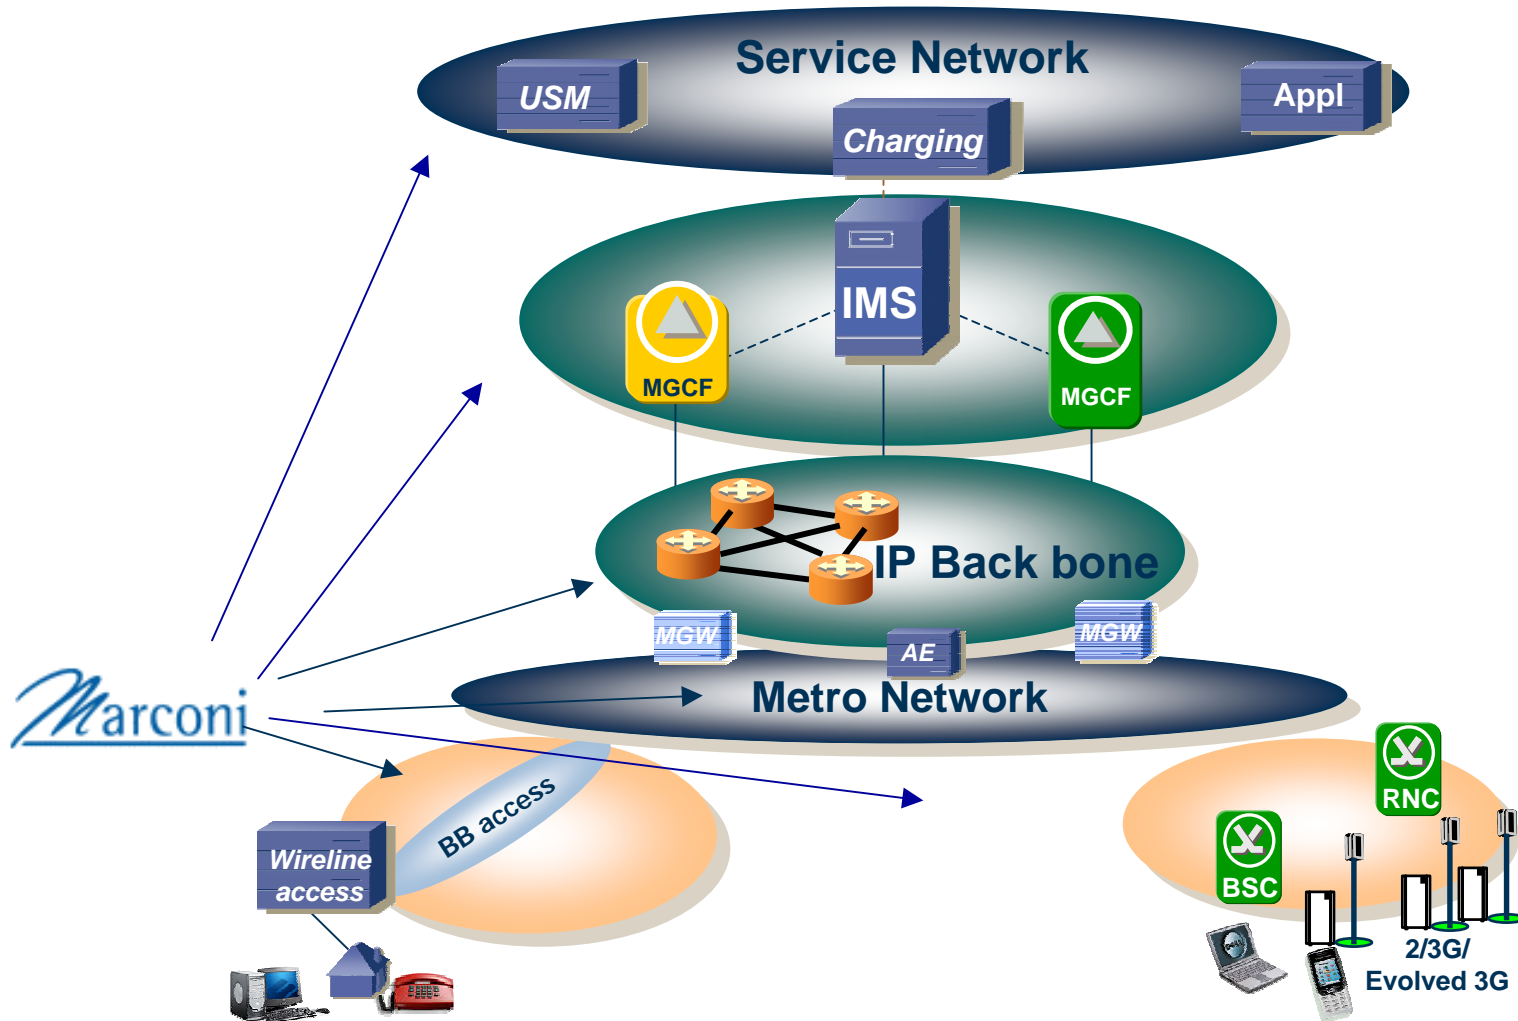 Service Network
USM
Appl
Charging
IMS
MGCF
MGCF
IP Back bone
MGW
MGW
AE
Metro Network
Marconi
BB access
RNC
Wireline
access
BSC
2/3G/
Evolved 3G